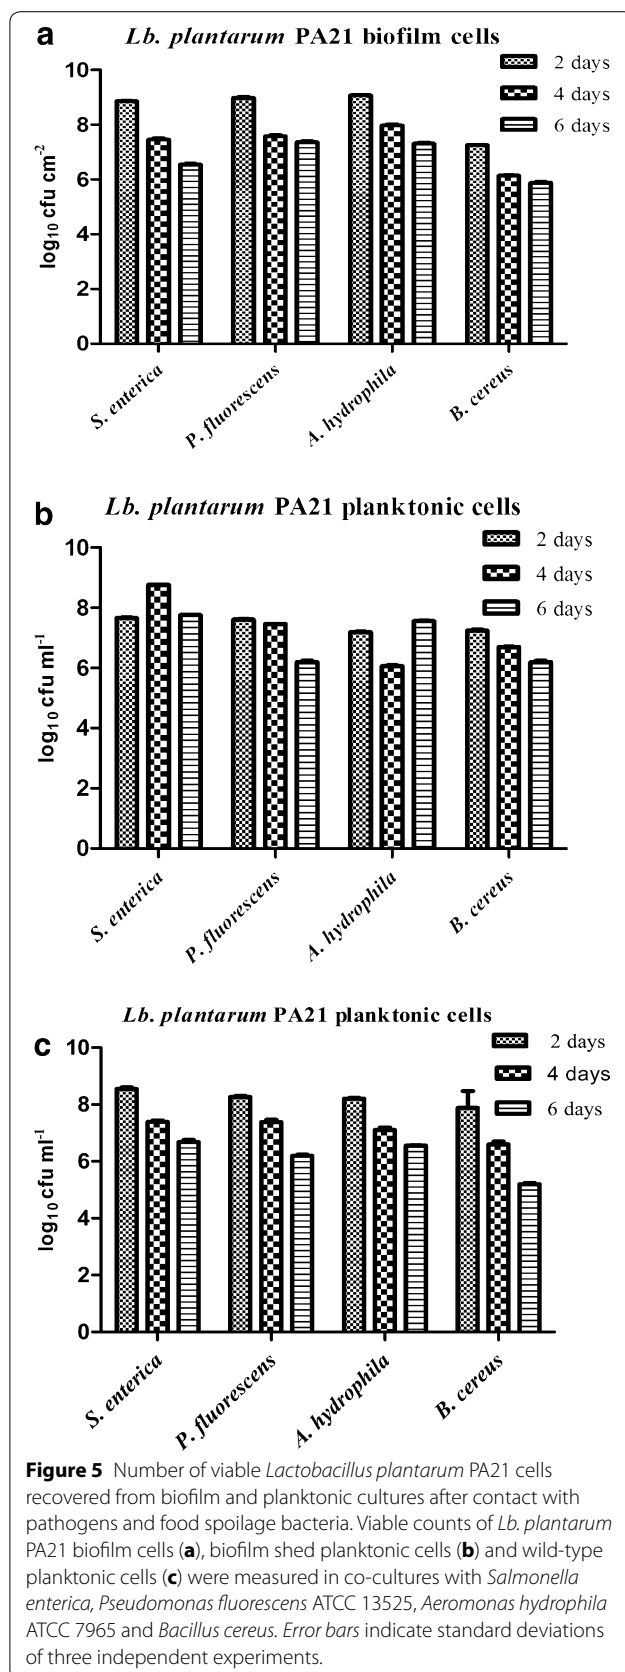 a
Lb. plantarum PA21 biofilm cells
2 days
4 days
6 days
log10 cfu cm-2
10
8
6
4
2
0
S. enterica
P. fluorescens
A. hydrophila
B. cereus
b
Lb. plantarum PA21 planktonic cells
2 days
4 days
6 days
log10 cfu ml-1
10
8
6
4
2
0
S. enterica
P. fluorescens
A. hydrophila
B. cereus
Lb. plantarum PA21 planktonic cells
c
2 days
4 days
6 days
log10 cfu ml-1
10
8
6
4
2
0
S. enterica
P. fluorescens
A. hydrophila
B. cereus
Figure 5 Number of viable Lactobacillus plantarum PA21 cells
recovered from biofilm and planktonic cultures after contact with
pathogens and food spoilage bacteria. Viable counts of Lb. plantarum
PA21 biofilm cells (a), biofilm shed planktonic cells (b) and wild-type
planktonic cells (c) were measured in co-cultures with Salmonella
enterica, Pseudomonas fluorescens ATCC 13525, Aeromonas hydrophila
ATCC 7965 and Bacillus cereus. Error bars indicate standard deviations
of three independent experiments.